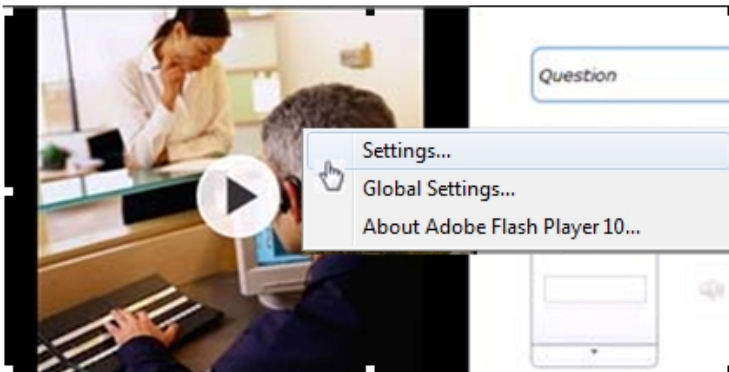 Question
Settings...
Global Settings...
About Adobe Flash Player 10...